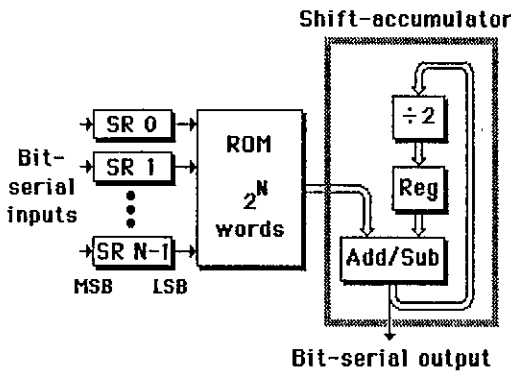 Shift-accumulator
÷2
SR 0
ROM
Bit-
serial
inputs
SR 1
Reg
2^N
words
SR N-1
Add/Sub
MSB
LSB
Bit-serial output